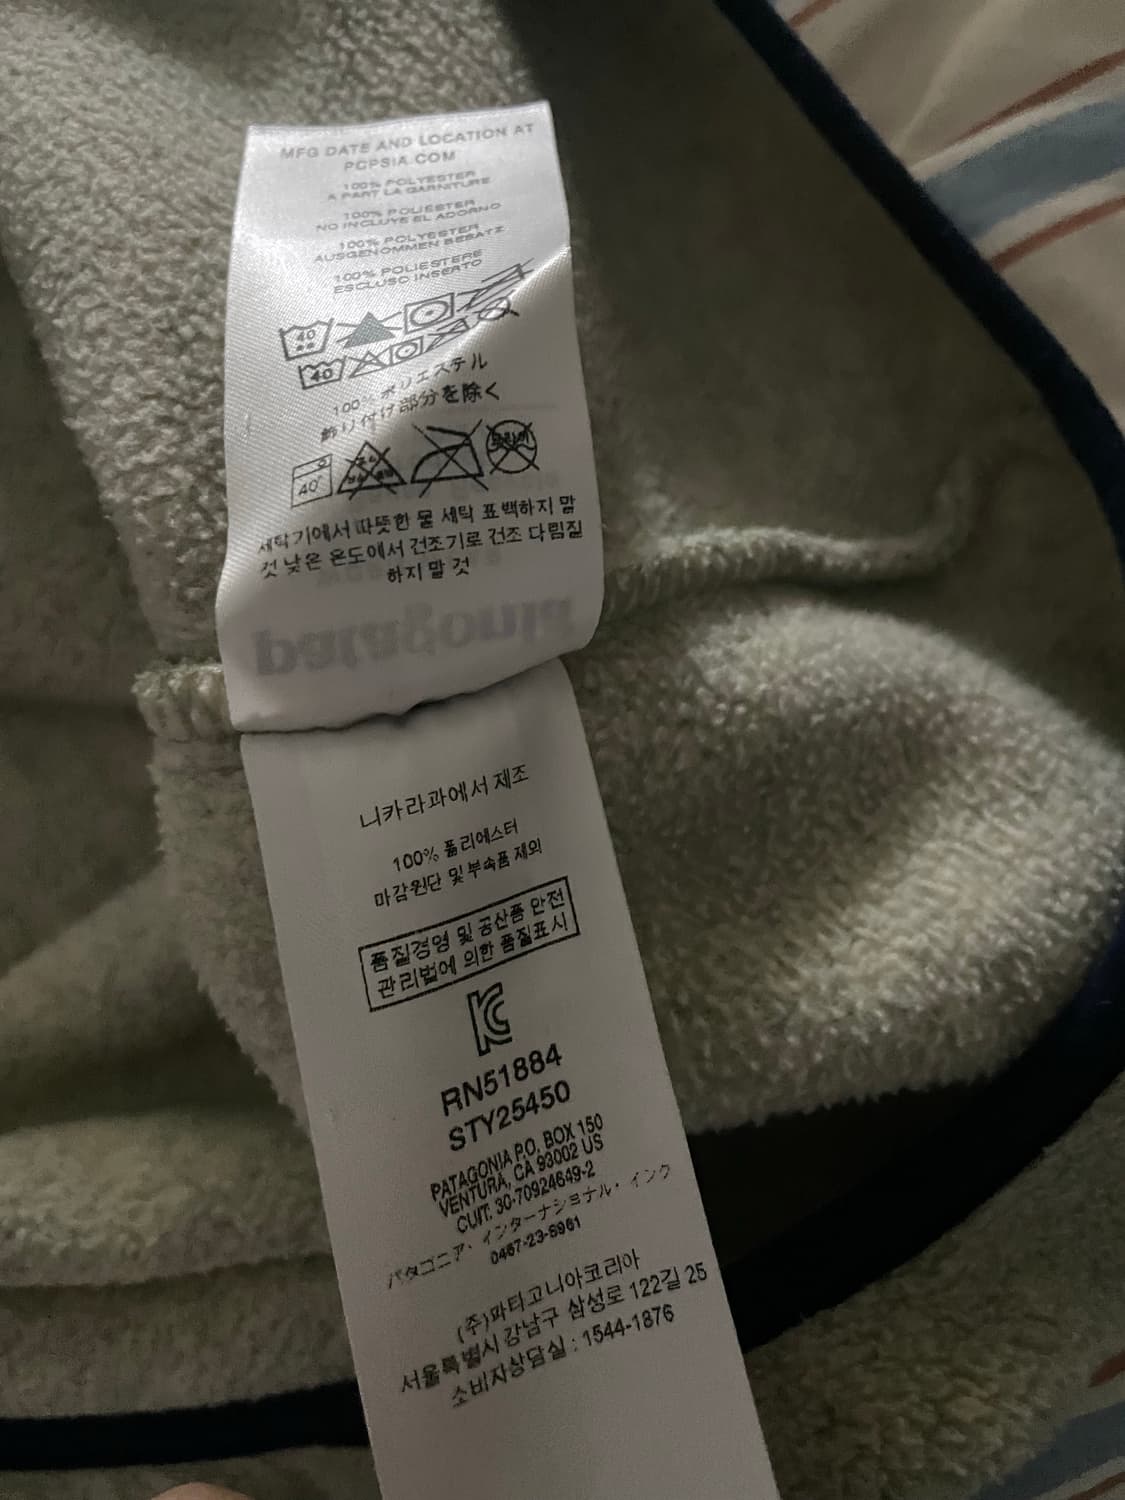 MFG DATE AND LOCATION AT
PCPSIA.COM
100% POLYESTER
A PART LA GARNITURE
100% POLIESTER
NO INCLUYE EL ADORNO
100% POLYESTER
AUSGENOMMEN BESATZ
100% POLIESTERE
ESCLUSO INSERTO
40
40
100% ポリエステル
飾り付け部分を除く
40
세탁기에서 따뜻한 물 세탁 표백하지 말
것 낮은 온도에서 건조기로 건조 다림질
하지 말 것
patagonia
니카라과에서 제조
100% 폴리에스터
마감원단 및 부속품 제외
품질경영 및 공산품 안전
관리법에 의한 품질표시
RN51884
STY25450
PATAGONIA P.O. BOX 150
VENTURA, CA 93002 US
CUIT: 30-70924649-2
パタゴニア・インターナショナル・インク
0467-23-8961
(주)파타고니아코리아
서울특별시 강남구 삼성로 122길 25
소비자상담실 : 1544-1876